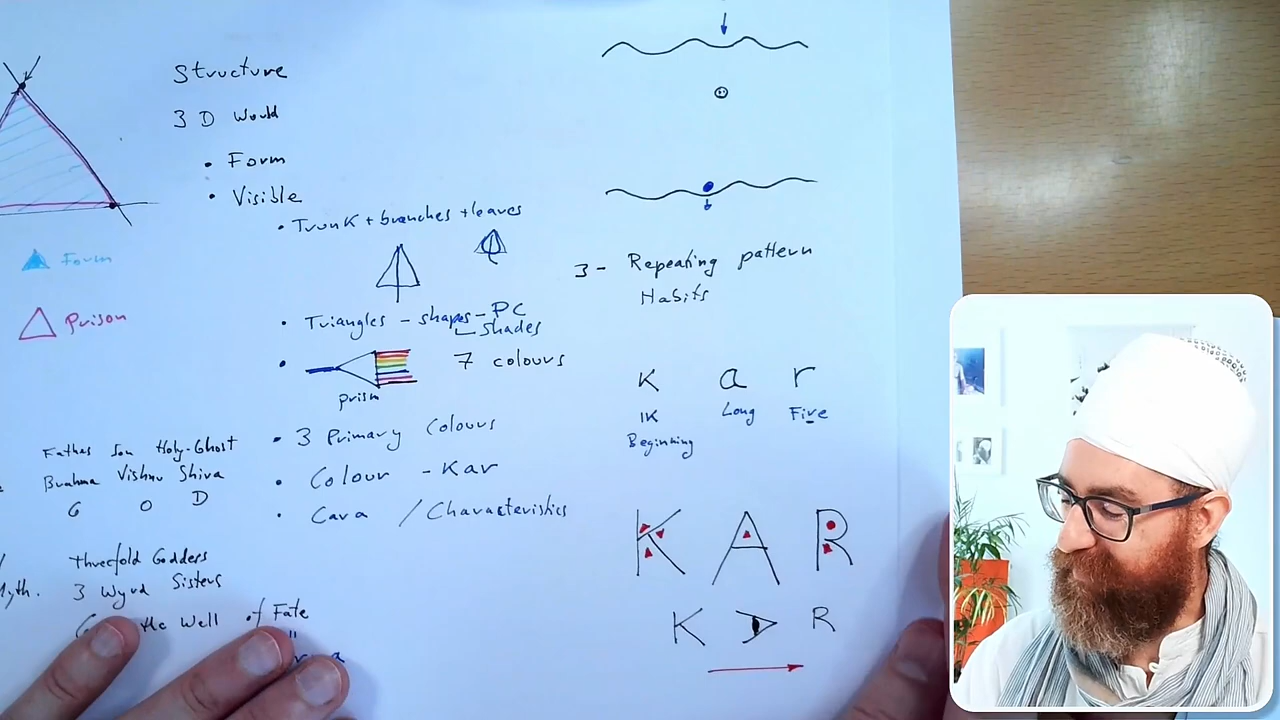 Structure
3 D World
• Form
• Visible
• Trunk + branches + leaves
Form
Prison
• Triangles - shapes - PC
shades
7 colours
prism
• 3 Primary Colours
• Colour - Kar
• Cara / Characteristics
Father Son Holy-Ghost
Brahma Vishnu Shiva
G O D
Threefold Goddess
Myth. 3 Wyrd Sisters
the Well of Fate
3 - Repeating pattern
Habits
K a r
IK Long Five
Beginning
K A R
K A R